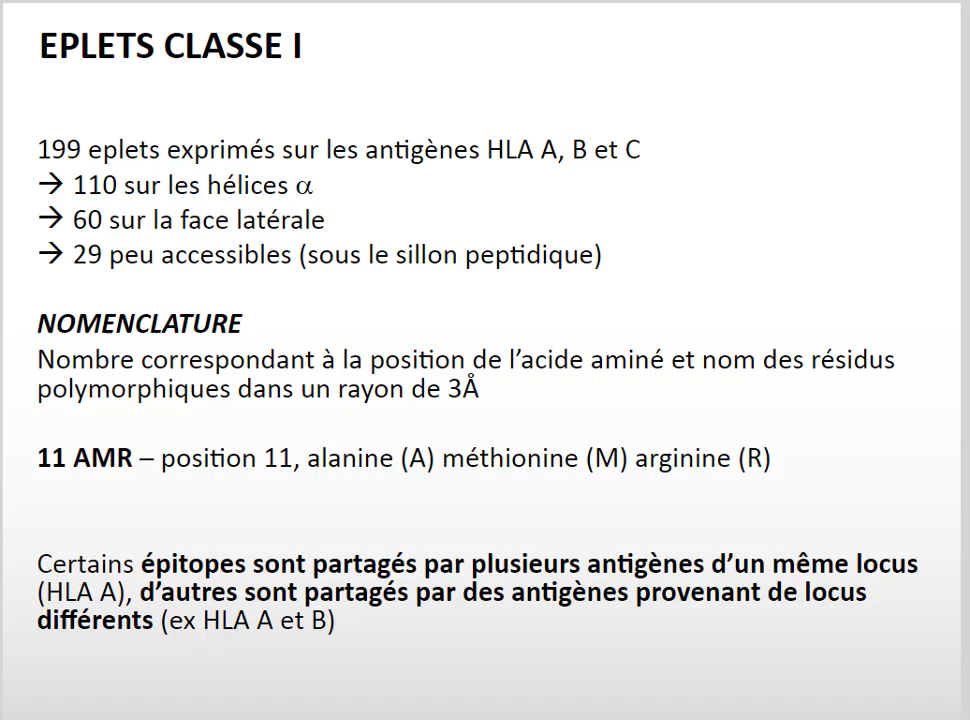 EPLETS CLASSE I
199 eplets exprimés sur les antigènes HLA A, B et C
→ 110 sur les hélices α
→ 60 sur la face latérale
→ 29 peu accessibles (sous le sillon peptidique)
NOMENCLATURE
Nombre correspondant à la position de l’acide aminé et nom des résidus
polymorphiques dans un rayon de 3Å
11 AMR – position 11, alanine (A) méthionine (M) arginine (R)
Certains épitopes sont partagés par plusieurs antigènes d’un même locus
(HLA A), d’autres sont partagés par des antigènes provenant de locus
différents (ex HLA A et B)